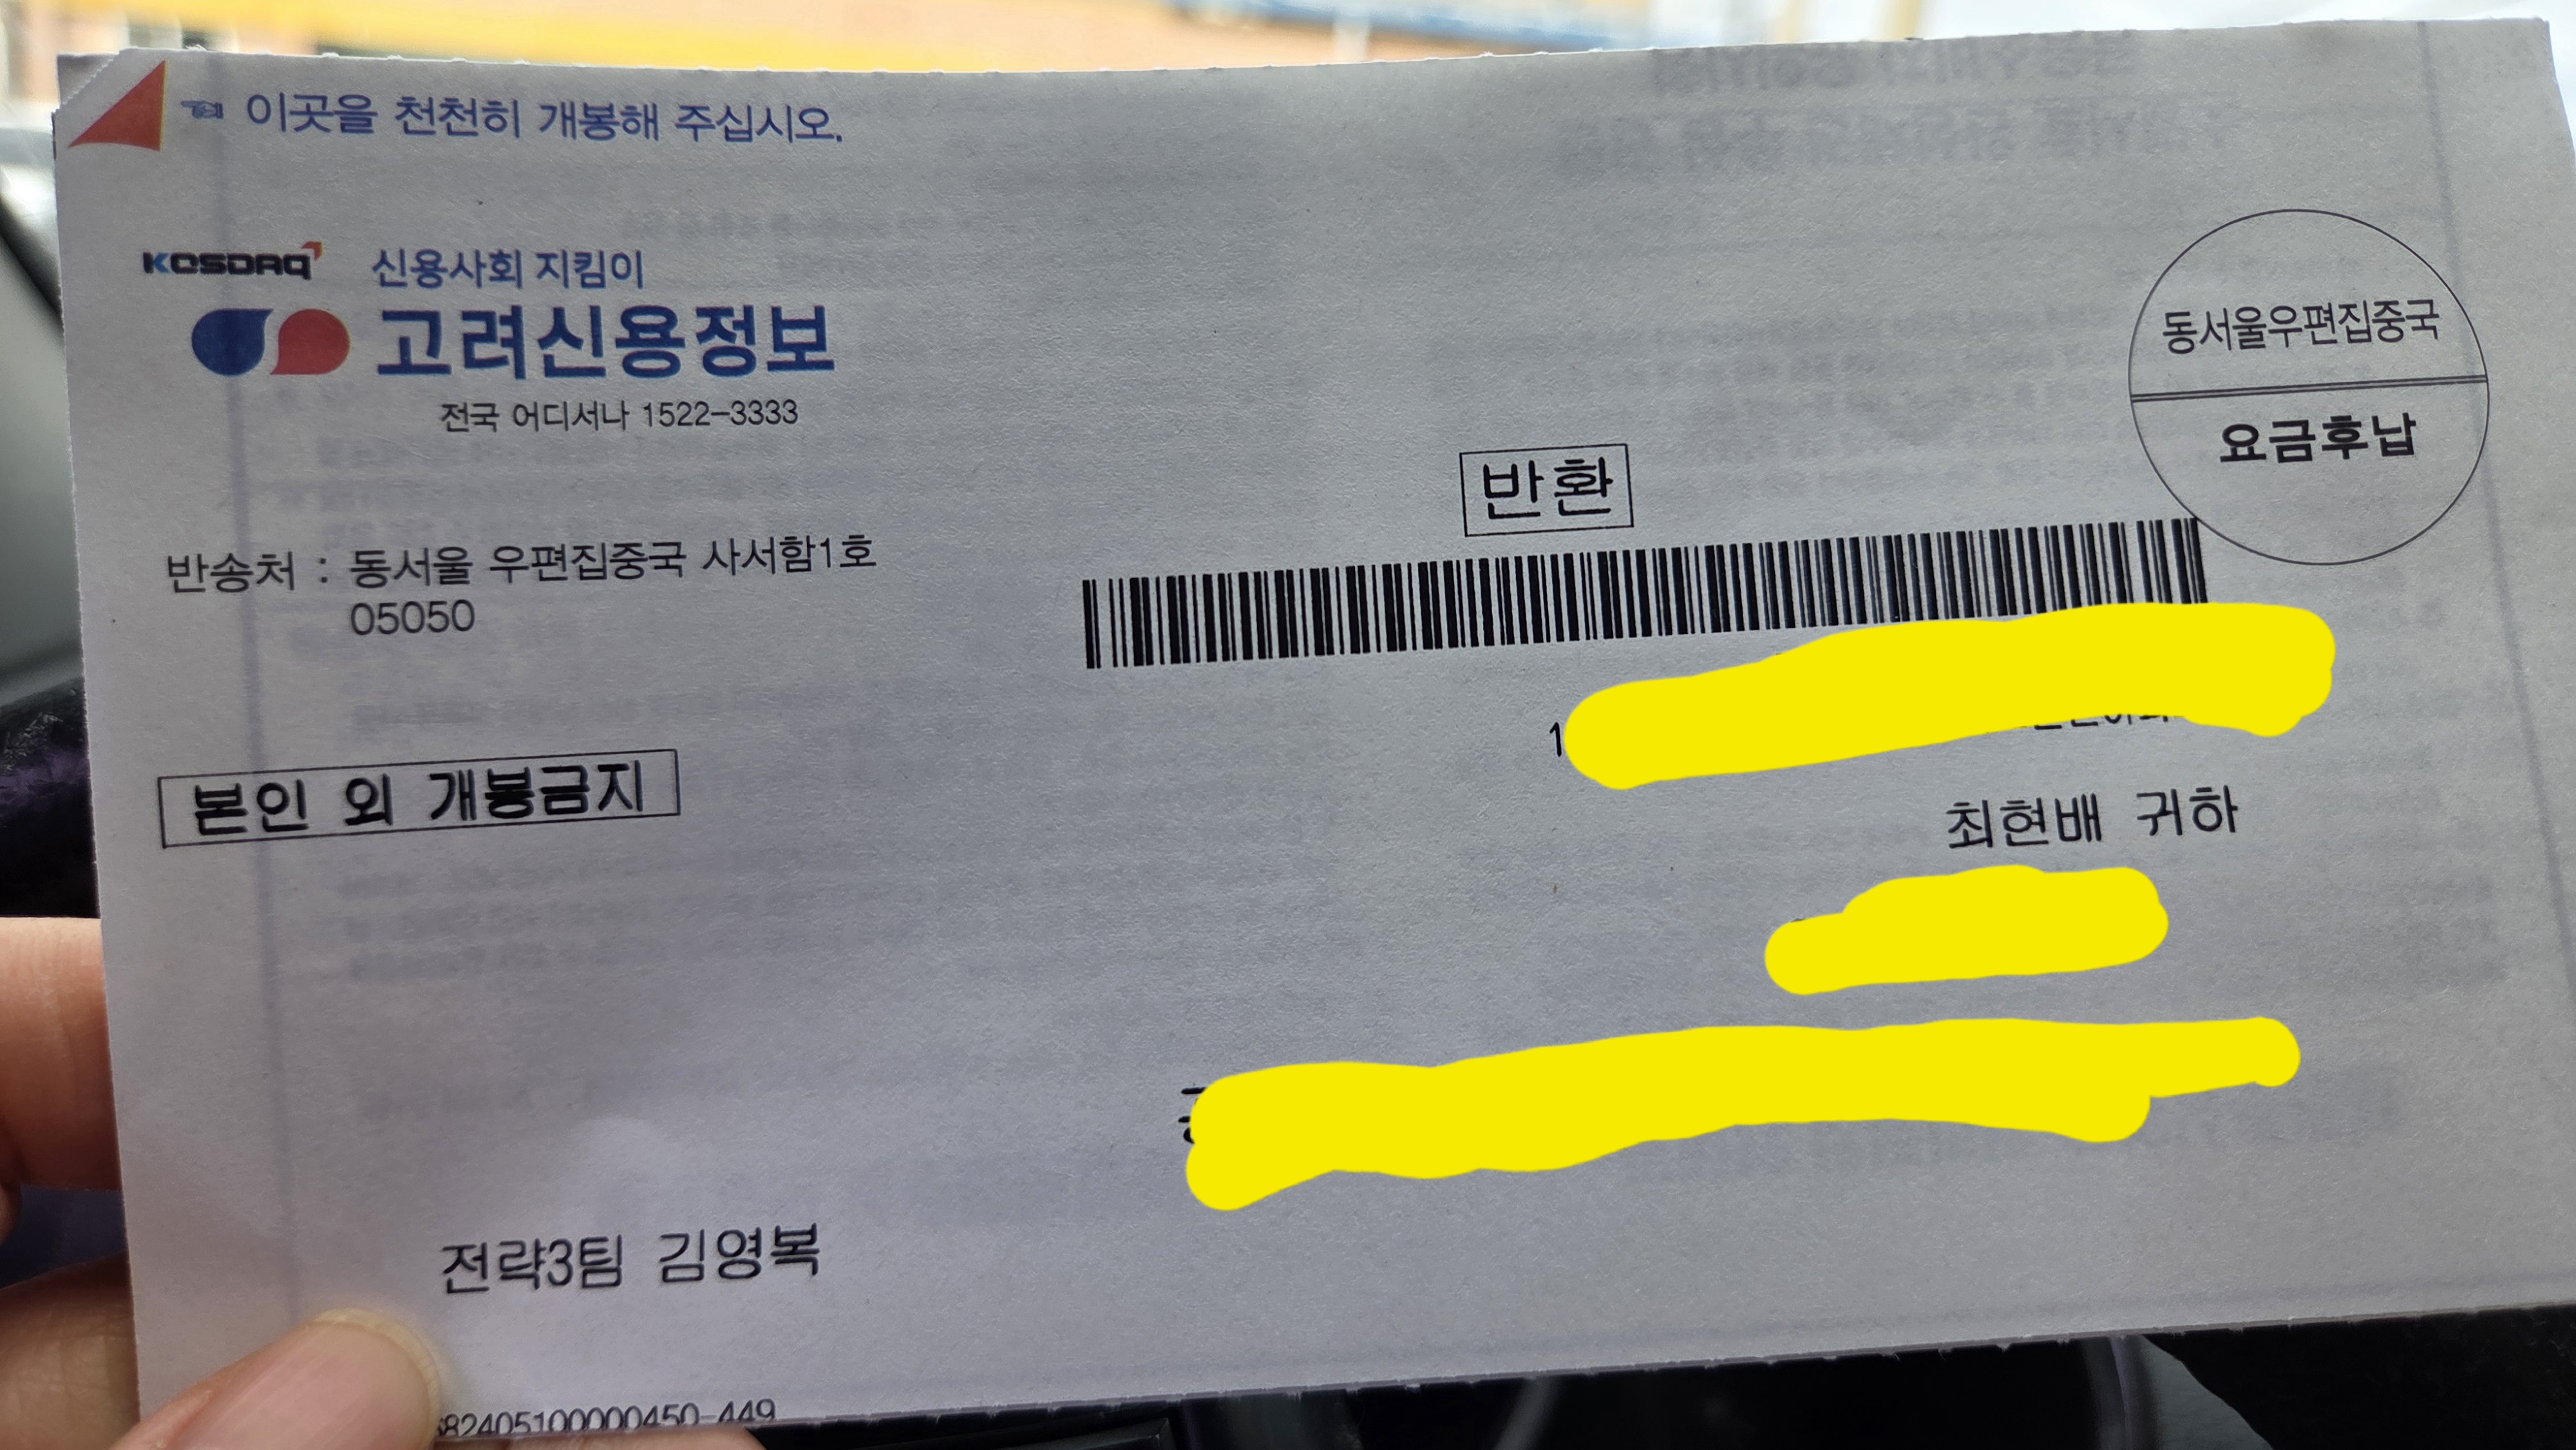 이곳을 천천히 개봉해 주십시오.
KOSDAQ 신용사회 지킴이
고려신용정보
전국 어디서나 1522-3333
동서울우편집중국
요금후납
반환
반송처 : 동서울 우편집중국 사서함1호
05050
1
본인 외 개봉금지
최현배 귀하
전략3팀 김영복
82405100000450-449